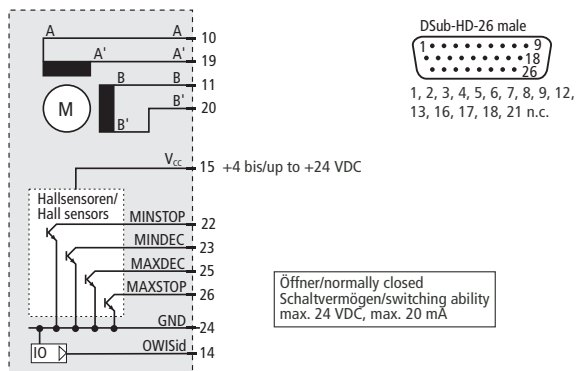 A A 10
A' A' 19
B B 11
M
B' B' 20
Vcc 15 +4 bis/up to +24 VDC
Hallsensoren/
Hall sensors
MINSTOP 22
MINDEC 23
MAXDEC 25
MAXSTOP 26
GND 24
IO OWISid 14
DSub-HD-26 male
1 9
18
26
1, 2, 3, 4, 5, 6, 7, 8, 9, 12,
13, 16, 17, 18, 21 n.c.
Öffner/normally closed
Schaltvermögen/switching ability
max. 24 VDC, max. 20 mA